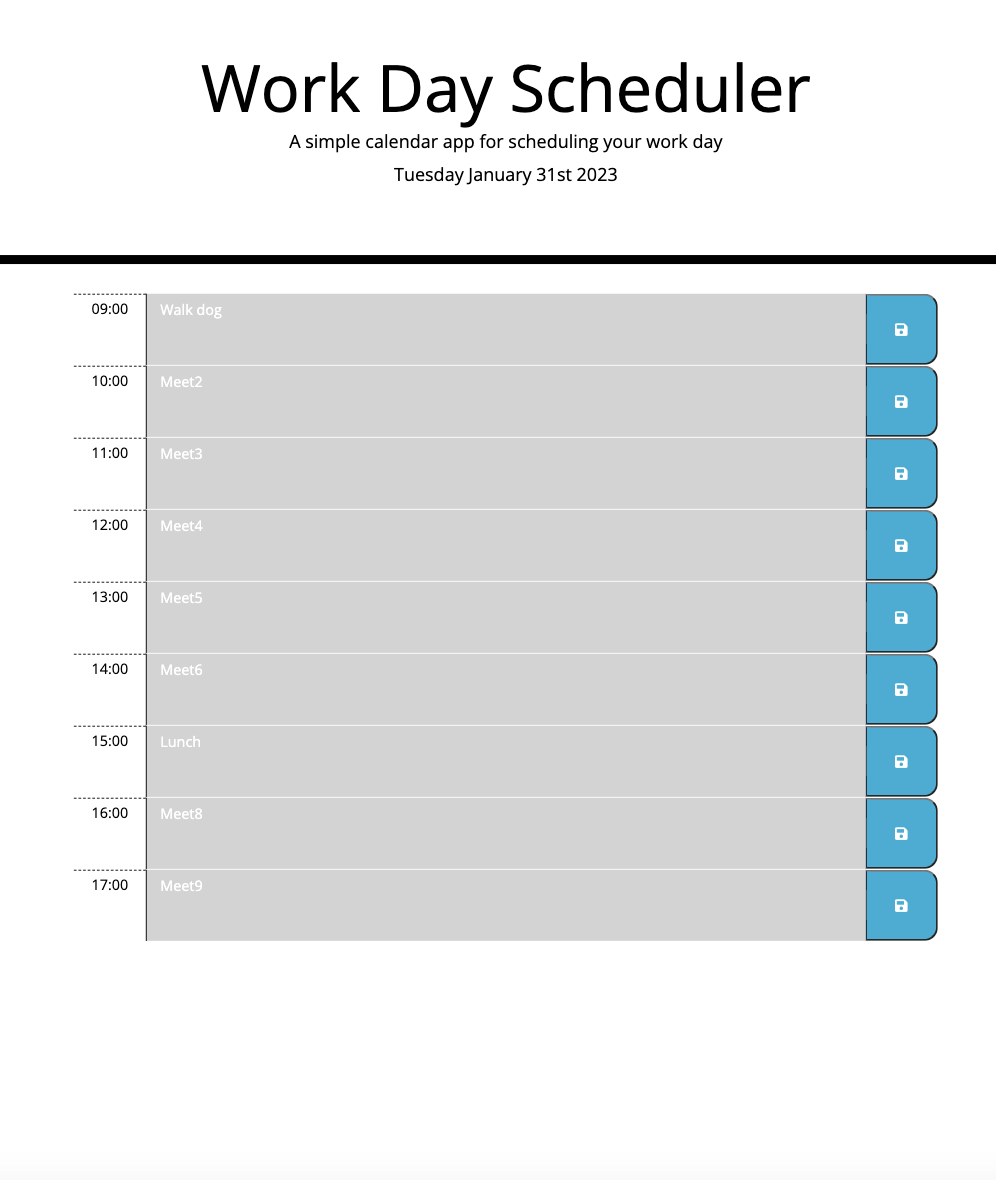 Work Day Scheduler
A simple calendar app for scheduling your work day
Tuesday January 31st 2023
09:00 Walk dog
10:00 Meet2
11:00 Meet3
12:00 Meet4
13:00 Meet5
14:00 Meet6
15:00 Lunch
16:00 Meet8
17:00 Meet9